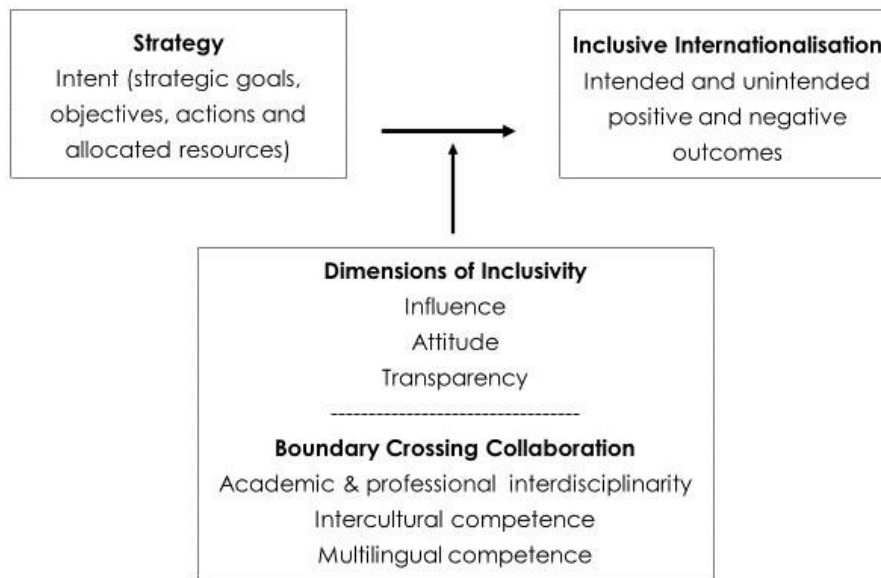 Strategy
Intent (strategic goals,
objectives, actions and
allocated resources)
Inclusive Internationalisation
Intended and unintended
positive and negative
outcomes
Dimensions of Inclusivity
Influence
Attitude
Transparency
---------------------------------
Boundary Crossing Collaboration
Academic & professional interdisciplinarity
Intercultural competence
Multilingual competence